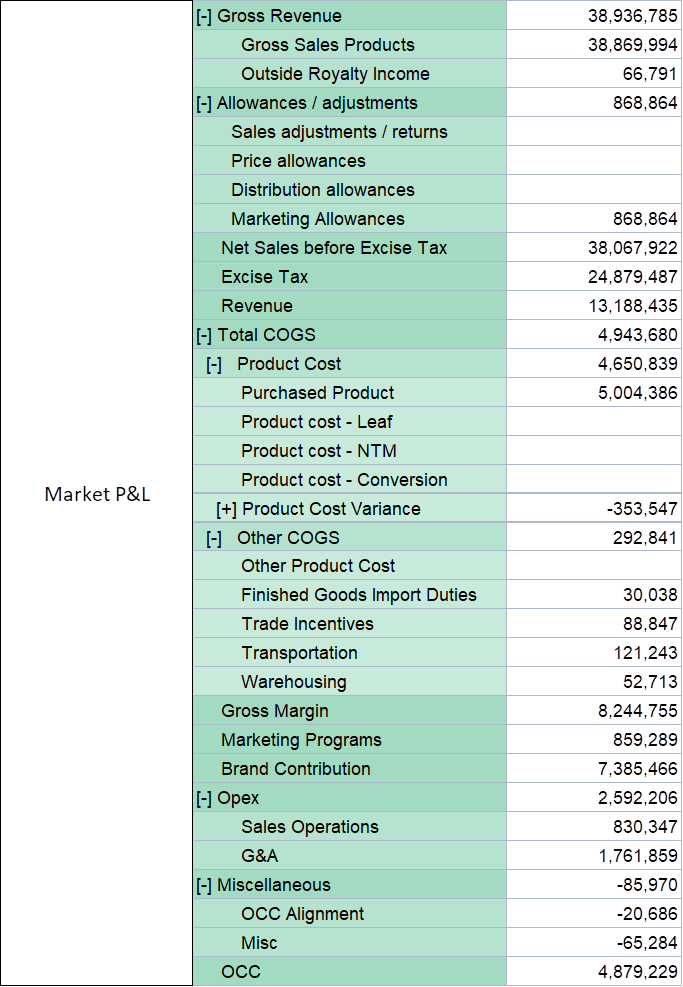 [-] Gross Revenue 38,936,785
Gross Sales Products 38,869,994
Outside Royalty Income 66,791
[-] Allowances / adjustments 868,864
Sales adjustments / returns
Price allowances
Distribution allowances
Marketing Allowances 868,864
Net Sales before Excise Tax 38,067,922
Excise Tax 24,879,487
Revenue 13,188,435
[-] Total COGS 4,943,680
[-] Product Cost 4,650,839
Purchased Product 5,004,386
Product cost - Leaf
Product cost - NTM
Product cost - Conversion
Market P&L
[+] Product Cost Variance -353,547
[-] Other COGS 292,841
Other Product Cost
Finished Goods Import Duties 30,038
Trade Incentives 88,847
Transportation 121,243
Warehousing 52,713
Gross Margin 8,244,755
Marketing Programs 859,289
Brand Contribution 7,385,466
[-] Opex 2,592,206
Sales Operations 830,347
G&A 1,761,859
[-] Miscellaneous -85,970
OCC Alignment -20,686
Misc -65,284
OCC 4,879,229